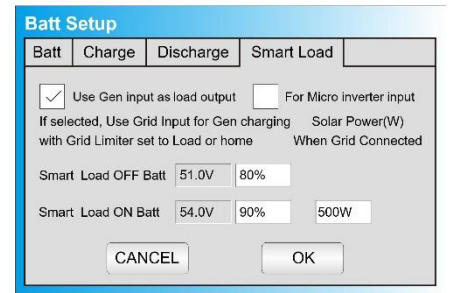 Batt Setup
Batt Charge Discharge Smart Load
Use Gen input as load output For Micro inverter input
If selected, Use Grid Input for Gen charging Solar Power(W)
with Grid Limiter set to Load or home When Grid Connected
Smart Load OFF Batt 51.0V 80%
Smart Load ON Batt 54.0V 90% 500W
CANCEL OK